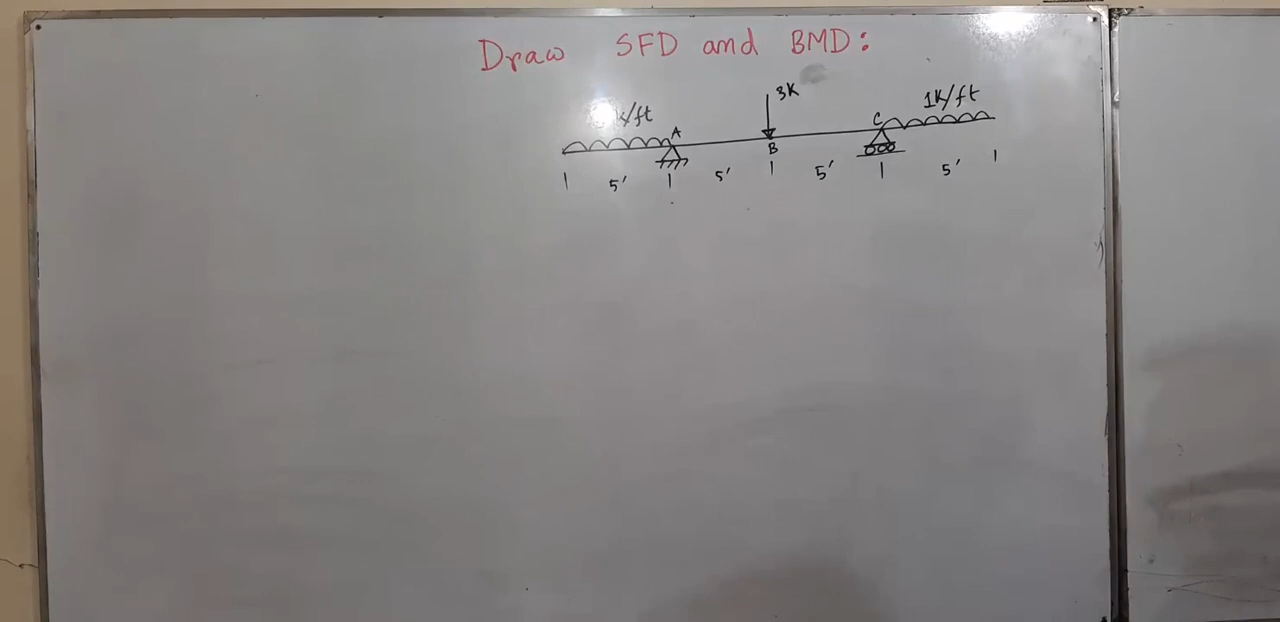 Draw SFD and BMD:
3K
k/ft 1K/ft
A B C
5' 5' 5' 5'